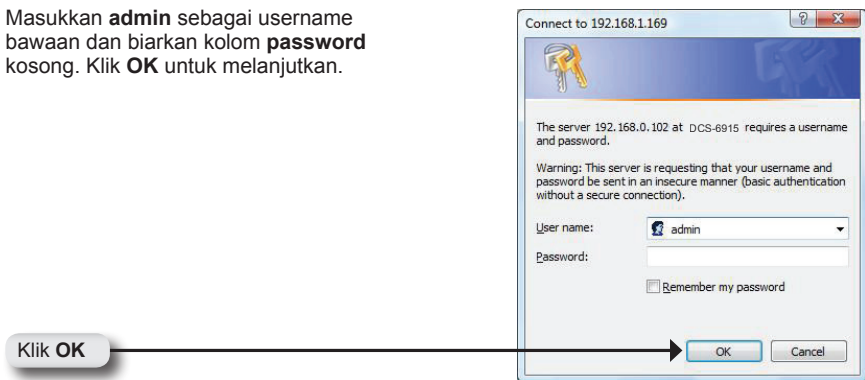 Masukkan admin sebagai username
bawaan dan biarkan kolom password
kosong. Klik OK untuk melanjutkan.
Connect to 192.168.1.169
The server 192.168.0.102 at DCS-6915 requires a username
and password.
Warning: This server is requesting that your username and
password be sent in an insecure manner (basic authentication
without a secure connection).
User name:
admin
Password:
Remember my password
Klik OK
OK
Cancel